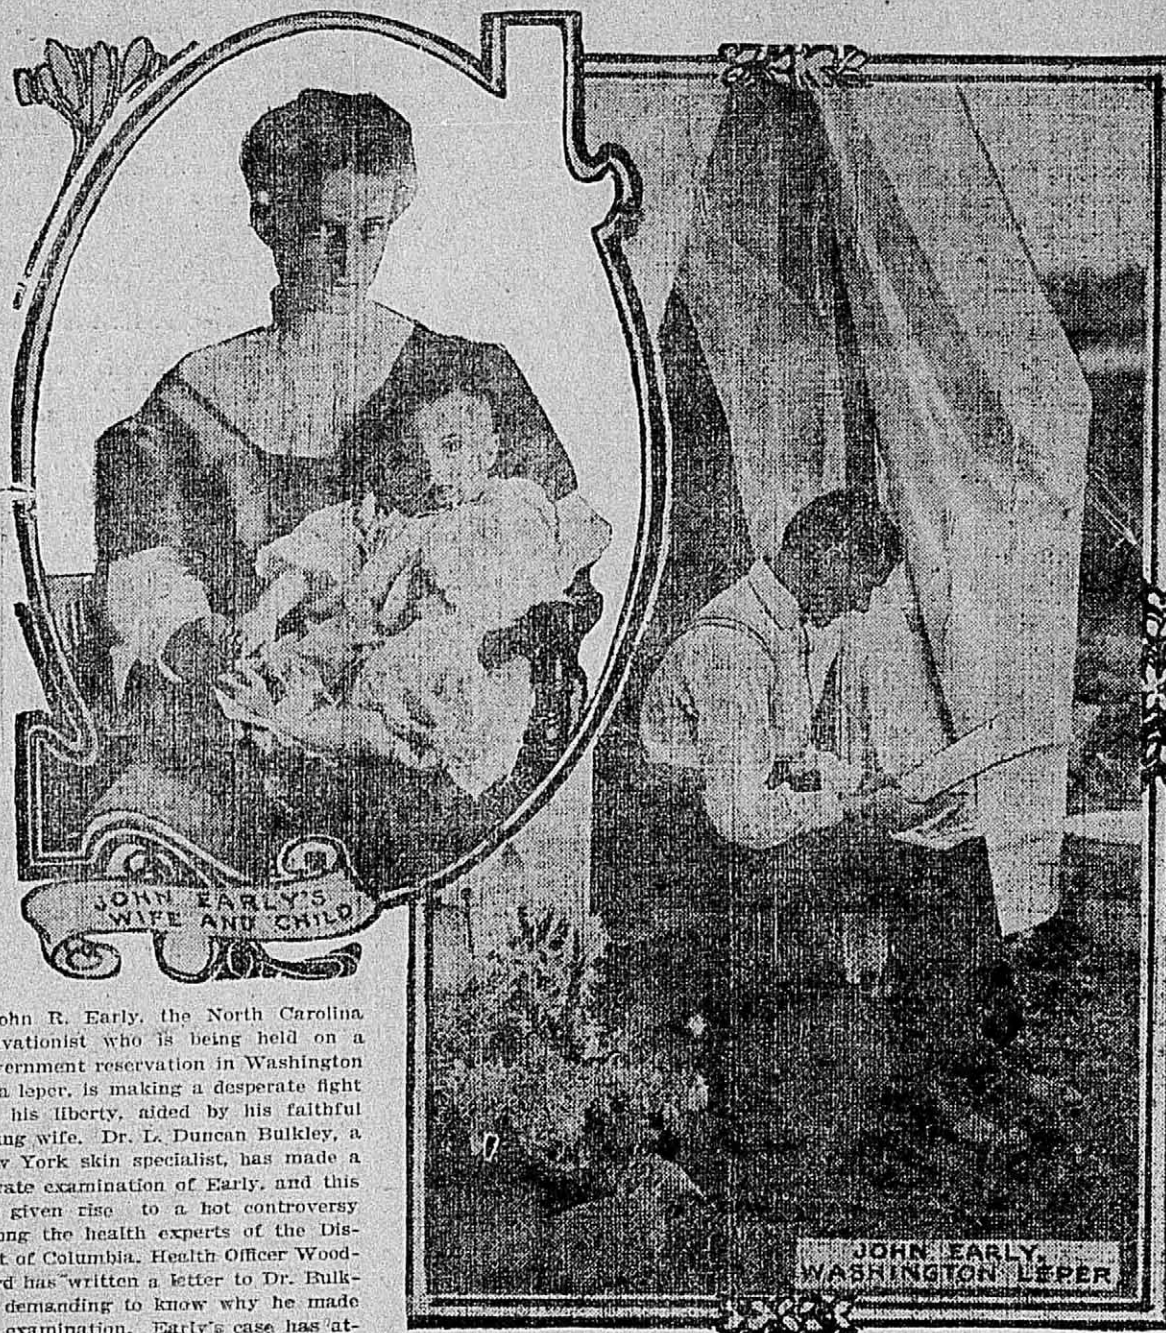 JOHN EARLY'S
WIFE AND CHILD
ohn R. Early, the North Carolina
vationist who is being held on a
ernment reservation in Washington
a leper, is making a desperate fight
his liberty, aided by his faithful
ng wife. Dr. L. Duncan Bulkley, a
w York skin specialist, has made a
rate examination of Early, and this
given rise to a hot controversy
ong the health experts of the Dis-
t of Columbia. Health Officer Wood-
rd has written a letter to Dr. Bulk-
demanding to know why he made
examination. Early's case has at-
JOHN EARLY,
WASHINGTON LEPER